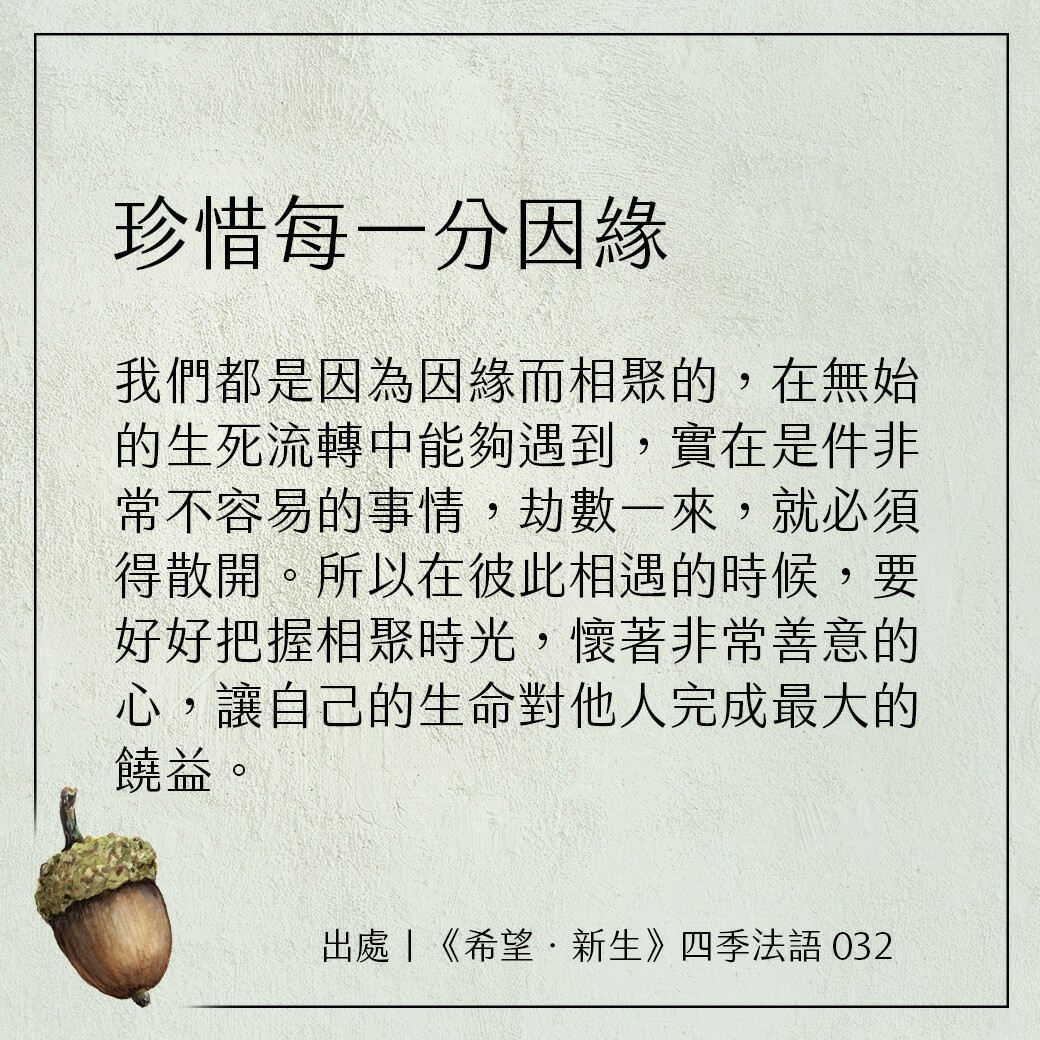 珍惜每一分因緣
我們都是因為因緣而相聚的，在無始
的生死流轉中能夠遇到，實在是件非
常不容易的事情，劫數一來，就必須
得散開。所以在彼此相遇的時候，要
好好把握相聚時光，懷著非常善意的
心，讓自己的生命對他人完成最大的
饒益。
出處｜《希望．新生》四季法語 032